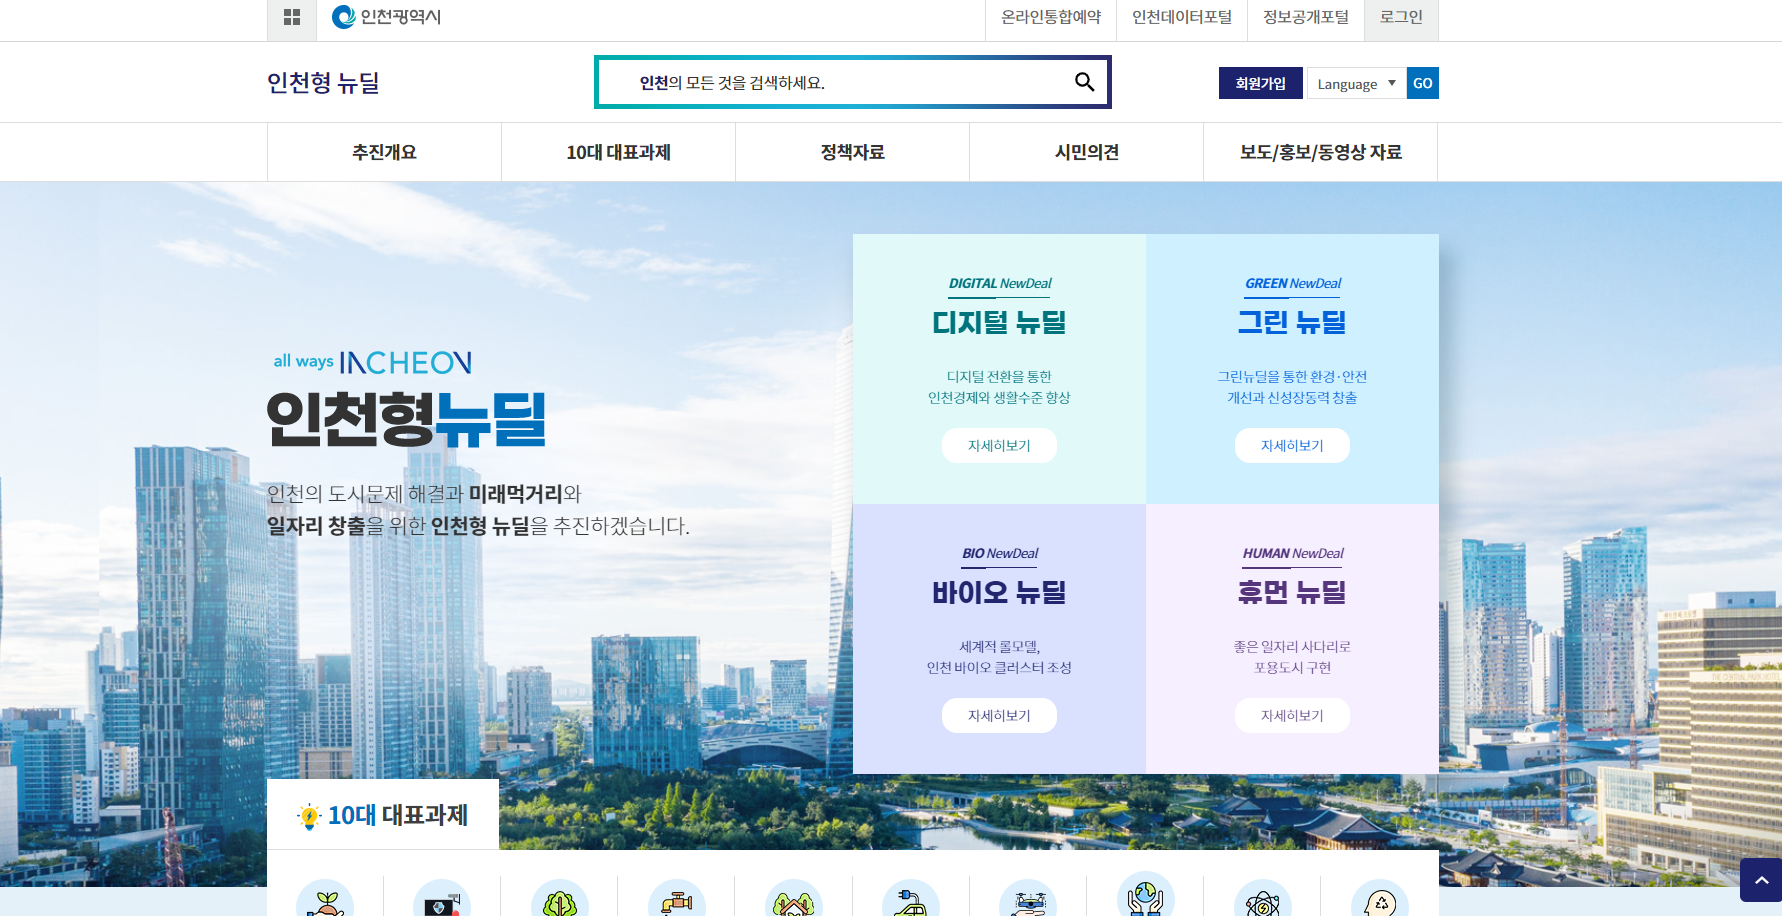 인천광역시
온라인통합예약
인천데이터포털
정보공개포털
로그인
인천형 뉴딜
인천의 모든 것을 검색하세요.
회원가입
Language
GO
추진개요
10대 대표과제
정책자료
시민의견
보도/홍보/동영상 자료
all ways INCHEON
인천형뉴딜
인천의 도시문제 해결과 미래먹거리와
일자리 창출을 위한 인천형 뉴딜을 추진하겠습니다.
DIGITAL NewDeal
디지털 뉴딜
디지털 전환을 통한
인천경제와 생활수준 향상
자세히보기
GREEN NewDeal
그린 뉴딜
그린뉴딜을 통한 환경·안전
개선과 신성장동력 창출
자세히보기
BIO NewDeal
바이오 뉴딜
세계적 롤모델,
인천 바이오 클러스터 조성
자세히보기
HUMAN NewDeal
휴먼 뉴딜
좋은 일자리 사다리로
포용도시 구현
자세히보기
THE CENTRAL PARK HOTEL
10대 대표과제